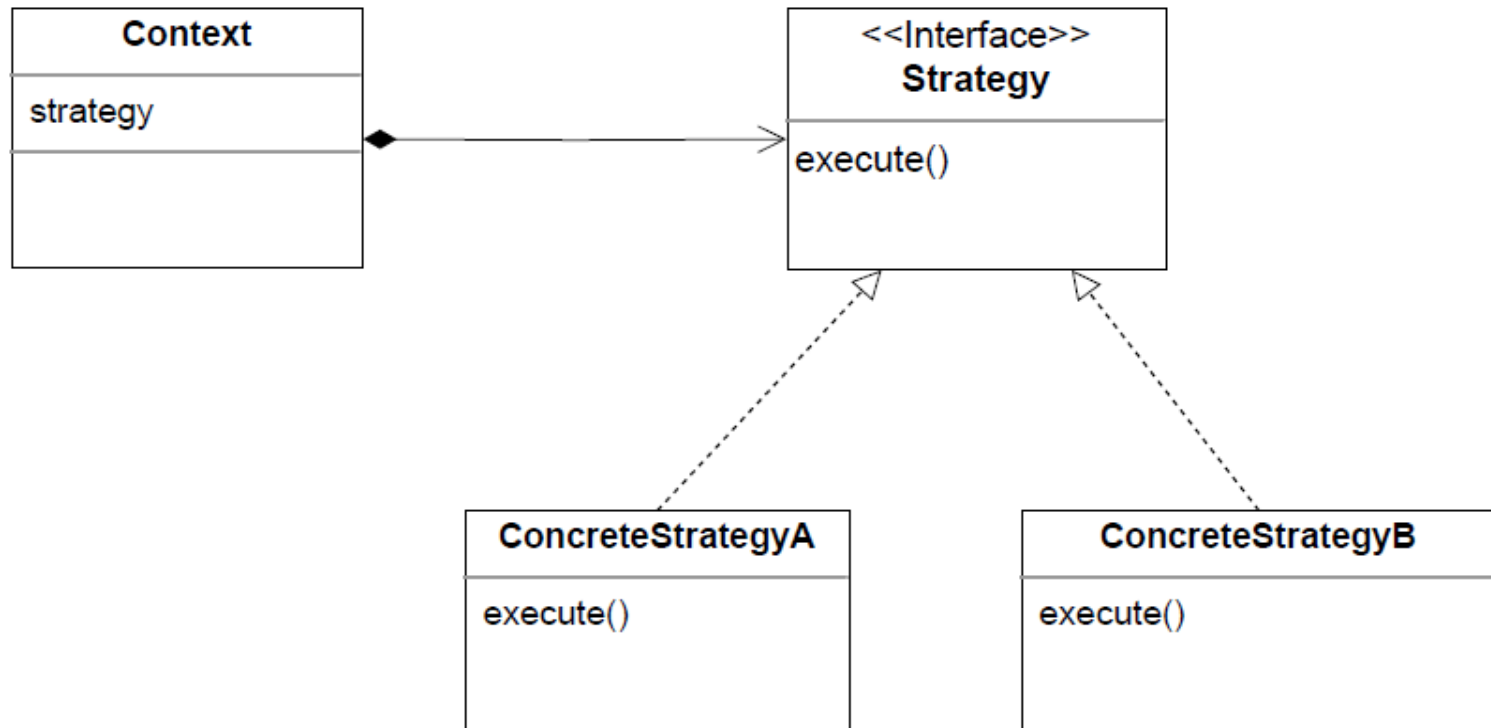 Context
strategy
<<Interface>>
Strategy
execute()
ConcreteStrategyA
execute()
ConcreteStrategyB
execute()